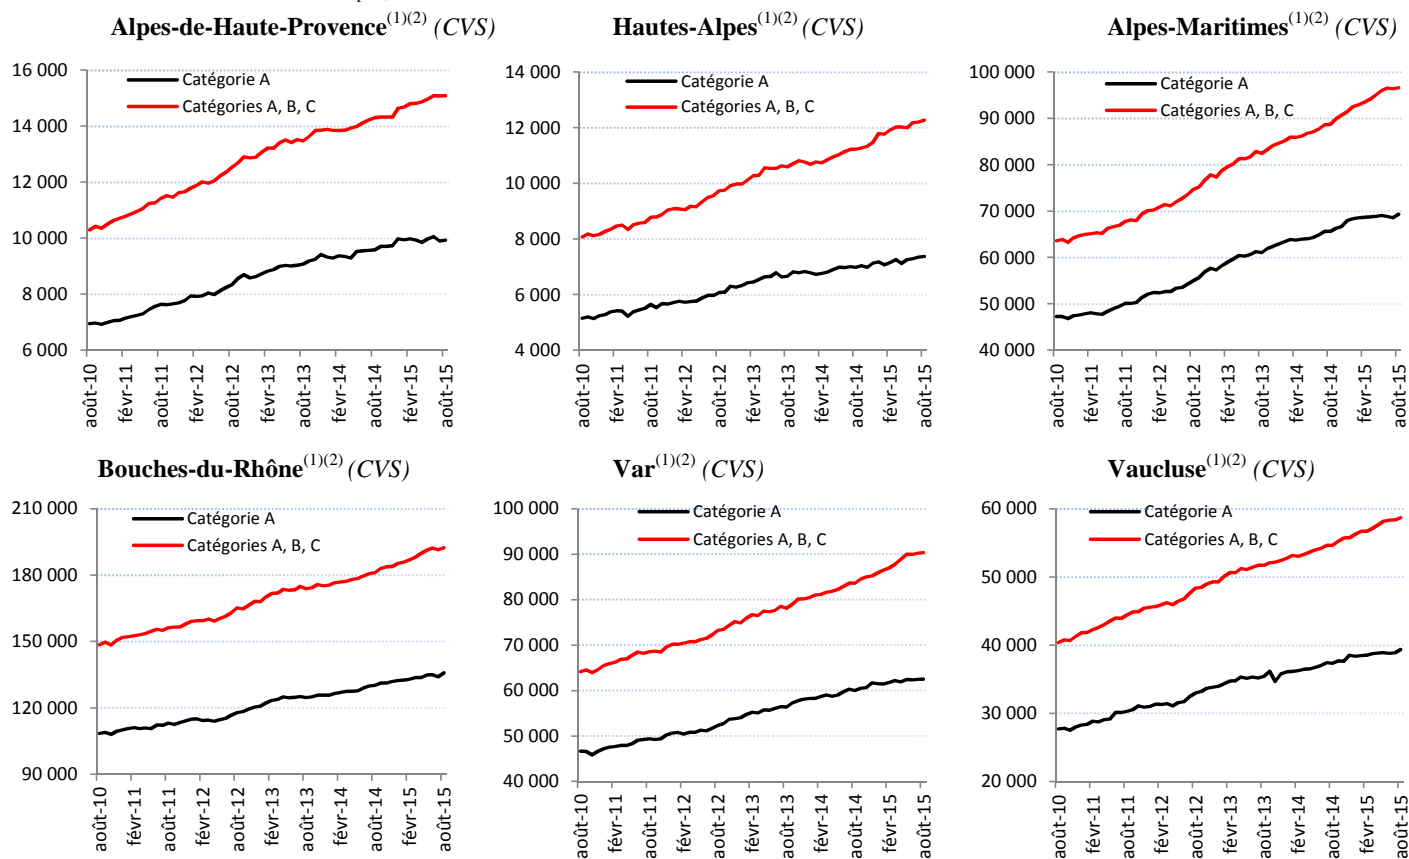 Alpes-de-Haute-Provence(1)(2) (CVS)
16 000
14 000
12 000
10 000
8 000
6 000
Catégorie A
Catégories A, B, C
août-10
févr-11
août-11
févr-12
août-12
févr-13
août-13
févr-14
août-14
févr-15
août-15
Hautes-Alpes(1)(2) (CVS)
14 000
12 000
10 000
8 000
6 000
4 000
Catégorie A
Catégories A, B, C
août-10
févr-11
août-11
févr-12
août-12
févr-13
août-13
févr-14
août-14
févr-15
août-15
Alpes-Maritimes(1)(2) (CVS)
100 000
90 000
80 000
70 000
60 000
50 000
40 000
Catégorie A
Catégories A, B, C
août-10
févr-11
août-11
févr-12
août-12
févr-13
août-13
févr-14
août-14
févr-15
août-15
Bouches-du-Rhône(1)(2) (CVS)
210 000
180 000
150 000
120 000
90 000
Catégorie A
Catégories A, B, C
août-10
févr-11
août-11
févr-12
août-12
févr-13
août-13
févr-14
août-14
févr-15
août-15
Var(1)(2) (CVS)
100 000
90 000
80 000
70 000
60 000
50 000
40 000
Catégorie A
Catégories A, B, C
août-10
févr-11
août-11
févr-12
août-12
févr-13
août-13
févr-14
août-14
févr-15
août-15
Vaucluse(1)(2) (CVS)
60 000
50 000
40 000
30 000
20 000
Catégorie A
Catégories A, B, C
août-10
févr-11
août-11
févr-12
août-12
févr-13
août-13
févr-14
août-14
févr-15
août-15